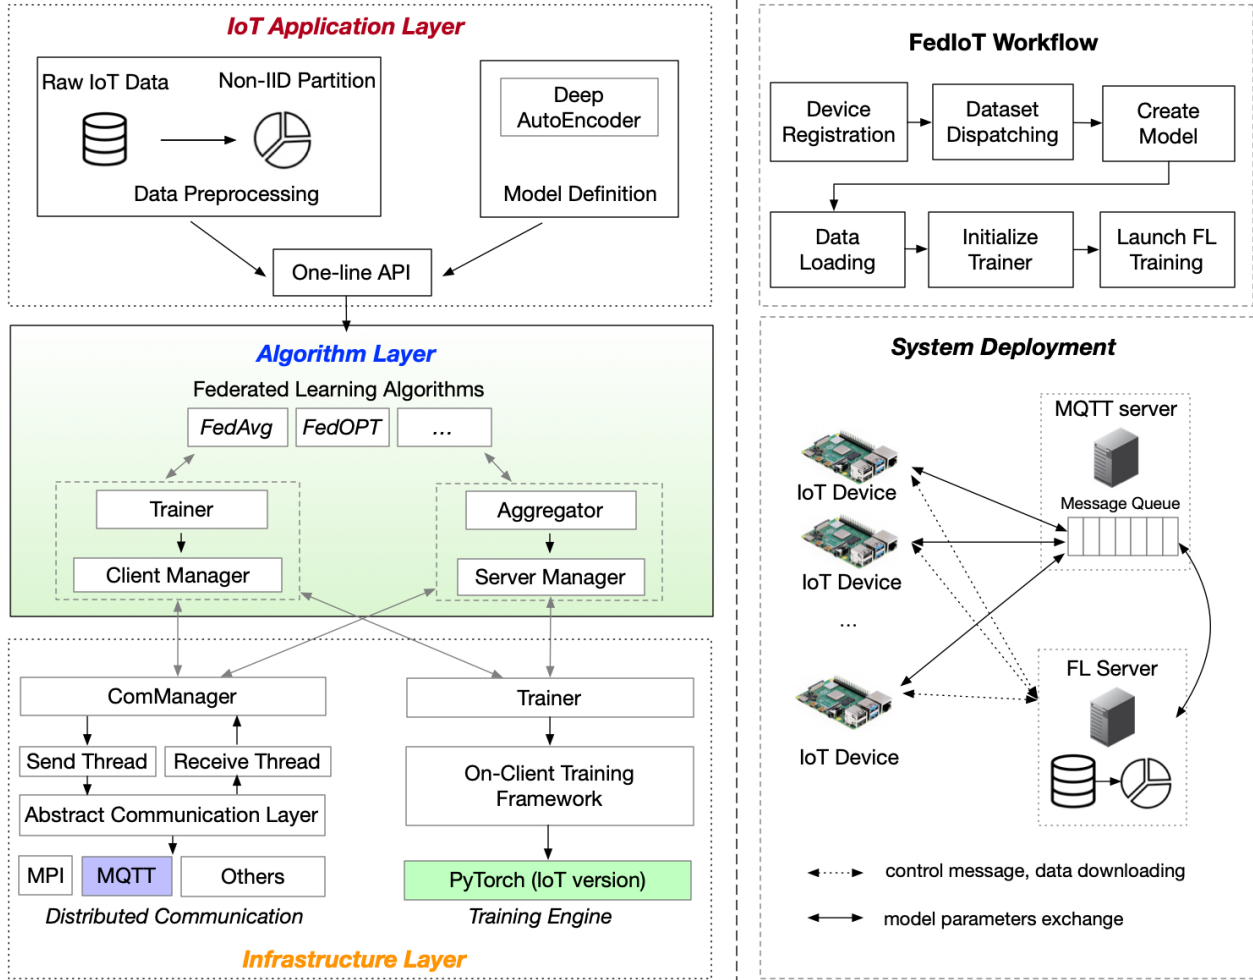 IoT Application Layer
Raw IoT Data
Non-IID Partition
Data Preprocessing
Deep
AutoEncoder
Model Definition
One-line API
Algorithm Layer
Federated Learning Algorithms
FedAvg
FedOPT
...
Trainer
Client Manager
Aggregator
Server Manager
ComManager
Send Thread
Receive Thread
Abstract Communication Layer
MPI
MQTT
Others
Distributed Communication
Trainer
On-Client Training
Framework
PyTorch (IoT version)
Training Engine
Infrastructure Layer
FedIoT Workflow
Device
Registration
Dataset
Dispatching
Create
Model
Data
Loading
Initialize
Trainer
Launch FL
Training
System Deployment
MQTT server
Message Queue
IoT Device
IoT Device
...
IoT Device
FL Server
control message, data downloading
model parameters exchange